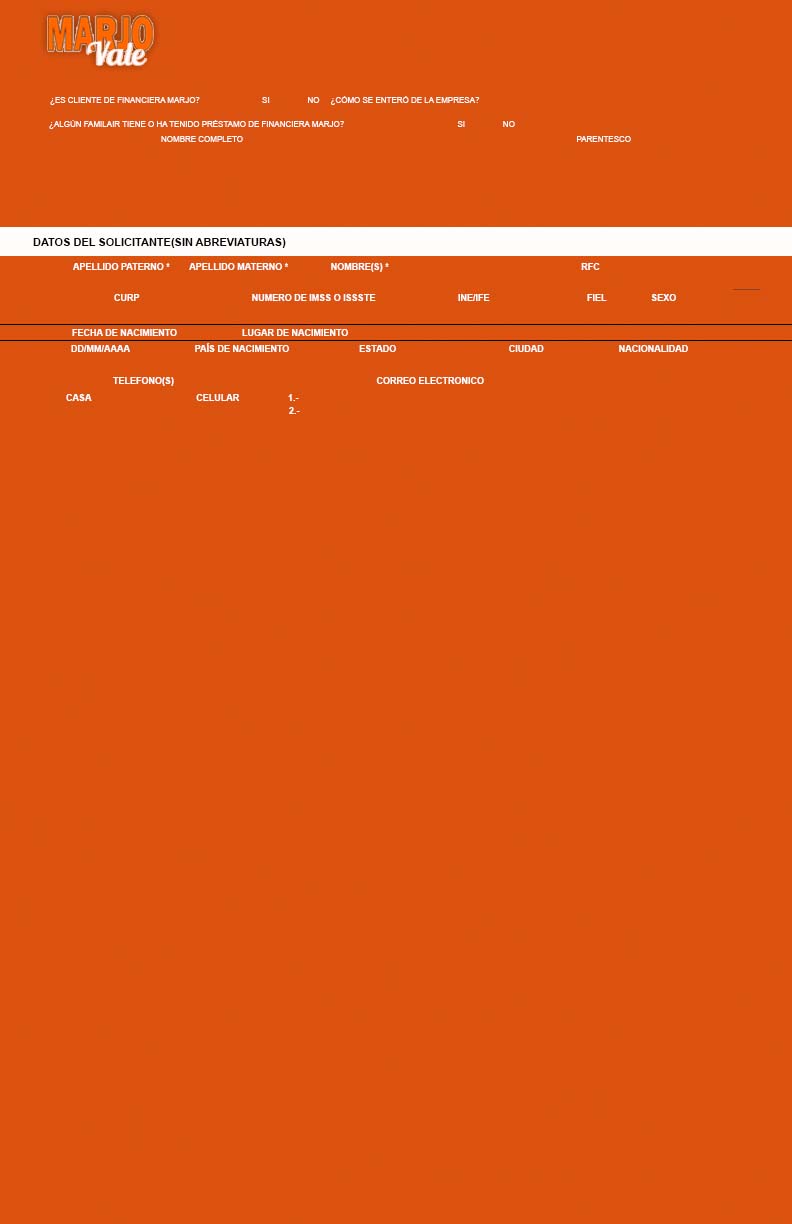 MARJO
Vale
¿ES CLIENTE DE FINANCIERA MARJO? SI NO ¿CÓMO SE ENTERÓ DE LA EMPRESA?
¿ALGÚN FAMILAIR TIENE O HA TENIDO PRÉSTAMO DE FINANCIERA MARJO? SI NO
NOMBRE COMPLETO PARENTESCO
DATOS DEL SOLICITANTE(SIN ABREVIATURAS)
APELLIDO PATERNO * APELLIDO MATERNO * NOMBRE(S) * RFC
CURP NUMERO DE IMSS O ISSSTE INE/IFE FIEL SEXO
FECHA DE NACIMIENTO LUGAR DE NACIMIENTO
DD/MM/AAAA PAÍS DE NACIMIENTO ESTADO CIUDAD NACIONALIDAD
TELEFONO(S) CORREO ELECTRONICO
CASA CELULAR 1.-
2.-